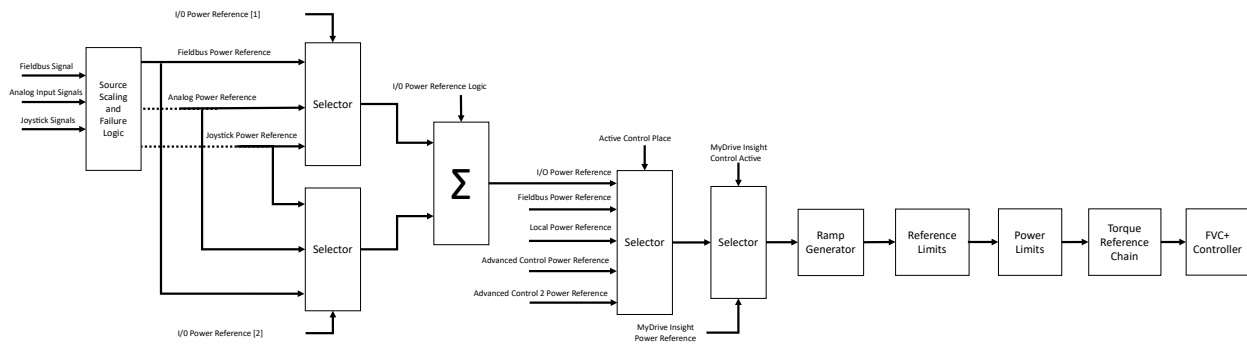 I/0 Power Reference [1]
Fieldbus Power Reference
Fieldbus Signal
Analog Input Signals
Joystick Signals
Source
Scaling
and
Failure
Logic
Analog Power Reference
Joystick Power Reference
Selector
I/0 Power Reference Logic
Σ
Selector
I/0 Power Reference [2]
Active Control Place
I/O Power Reference
Fieldbus Power Reference
Local Power Reference
Advanced Control Power Reference
Advanced Control 2 Power Reference
Selector
MyDrive Insight
Control Active
Selector
MyDrive Insight
Power Reference
Ramp
Generator
Reference
Limits
Power
Limits
Torque
Reference
Chain
FVC+
Controller